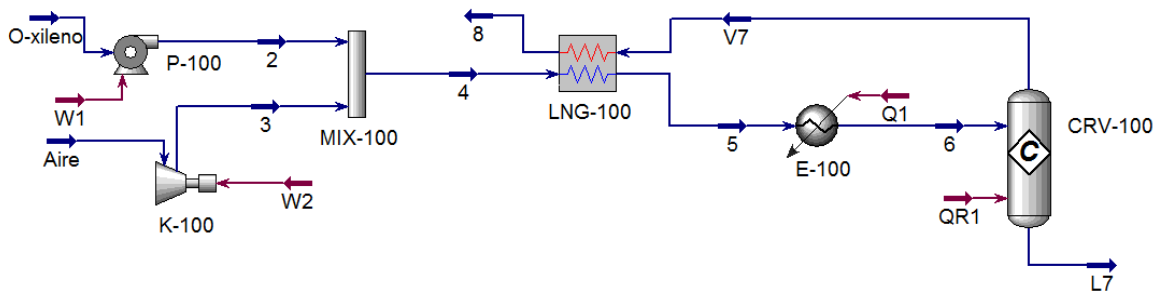 O-xileno
P-100
2
W1
3
MIX-100
Aire
K-100
W2
4
8
LNG-100
V7
5
Q1
E-100
6
CRV-100
C
QR1
L7